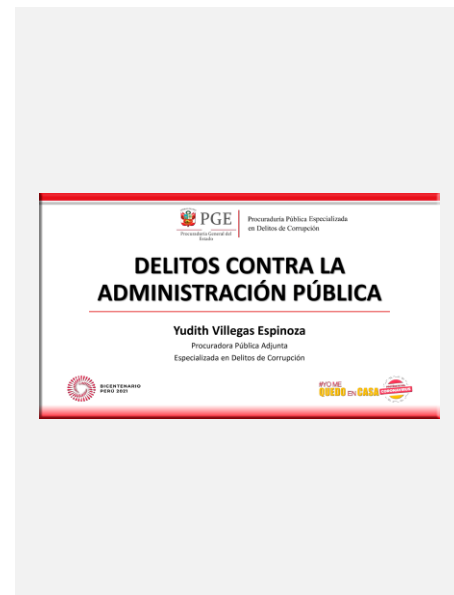 PGE
Procuraduría General del
Estado
Procuraduría Pública Especializada
en Delitos de Corrupción
DELITOS CONTRA LA
ADMINISTRACIÓN PÚBLICA
Yudith Villegas Espinoza
Procuradora Pública Adjunta
Especializada en Delitos de Corrupción
BICENTENARIO
PERÚ 2021
#YO ME
QUEDO EN CASA